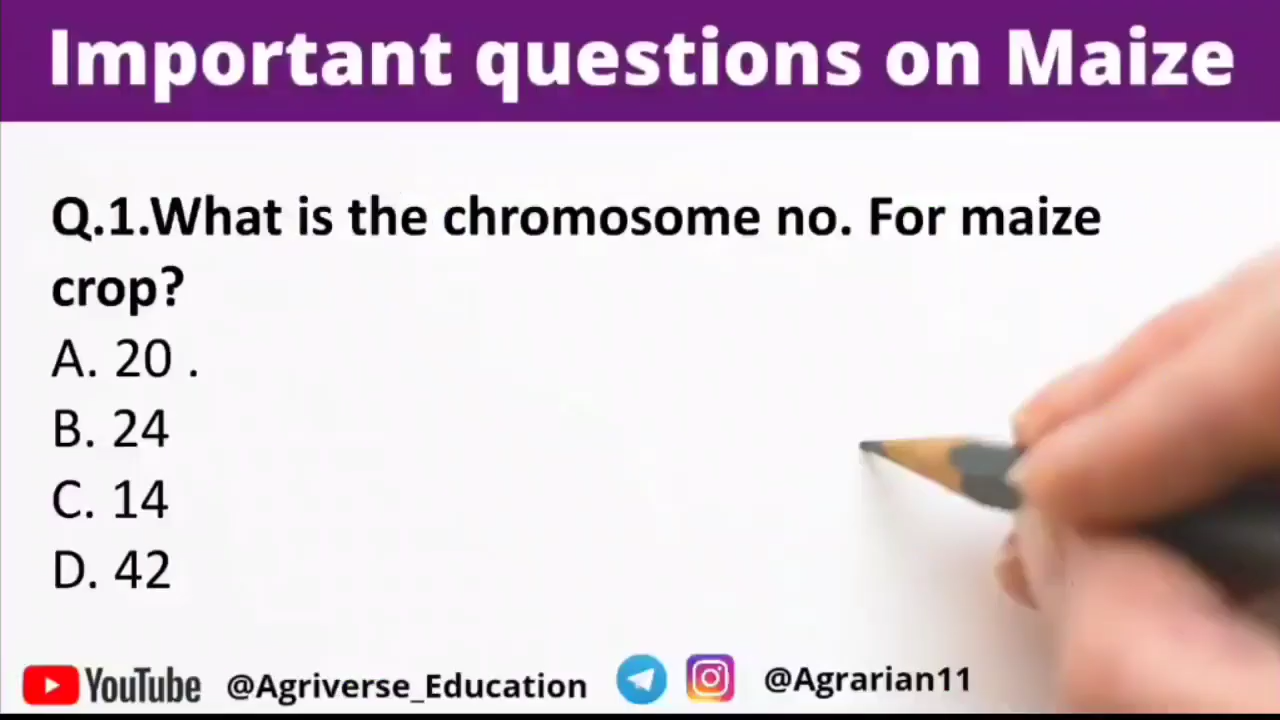 Important questions on Maize
Q.1.What is the chromosome no. For maize
crop?
A. 20 .
B. 24
C. 14
D. 42
YouTube @Agriverse_Education @Agrarian11